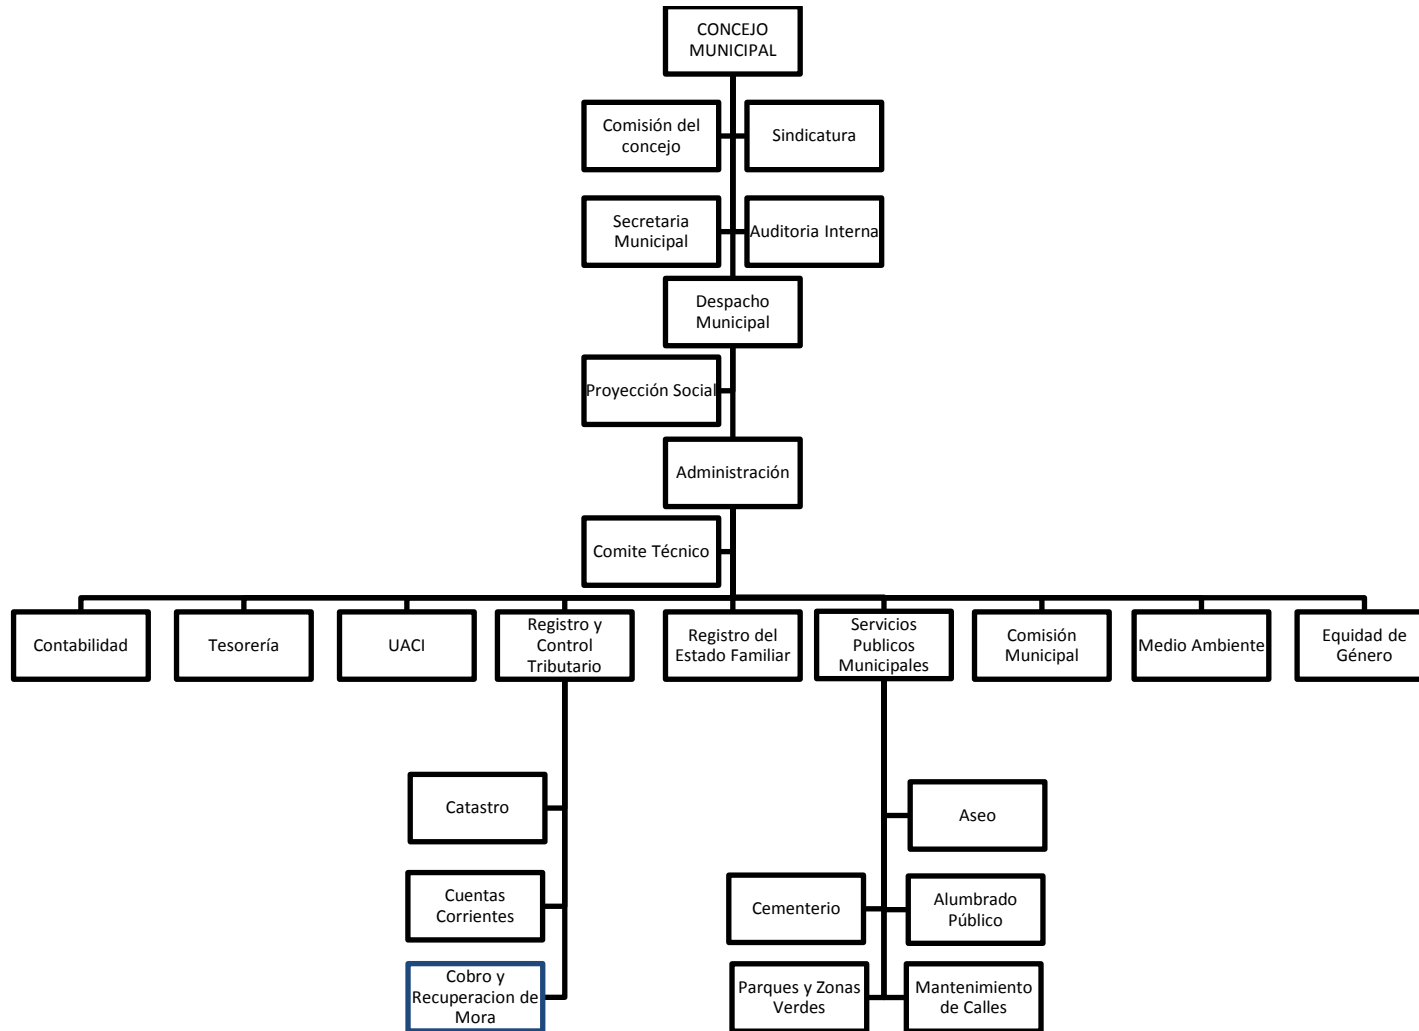 CONCEJO
MUNICIPAL
Comisión del
concejo
Sindicatura
Secretaria
Municipal
Auditoria Interna
Despacho
Municipal
Proyección Social
Administración
Comite Técnico
Contabilidad
Tesorería
UACI
Registro y
Control
Tributario
Registro del
Estado Familiar
Servicios
Publicos
Municipales
Comisión
Municipal
Medio Ambiente
Equidad de
Género
Catastro
Cuentas
Corrientes
Cobro y
Recuperacion de
Mora
Aseo
Cementerio
Alumbrado
Público
Parques y Zonas
Verdes
Mantenimiento
de Calles